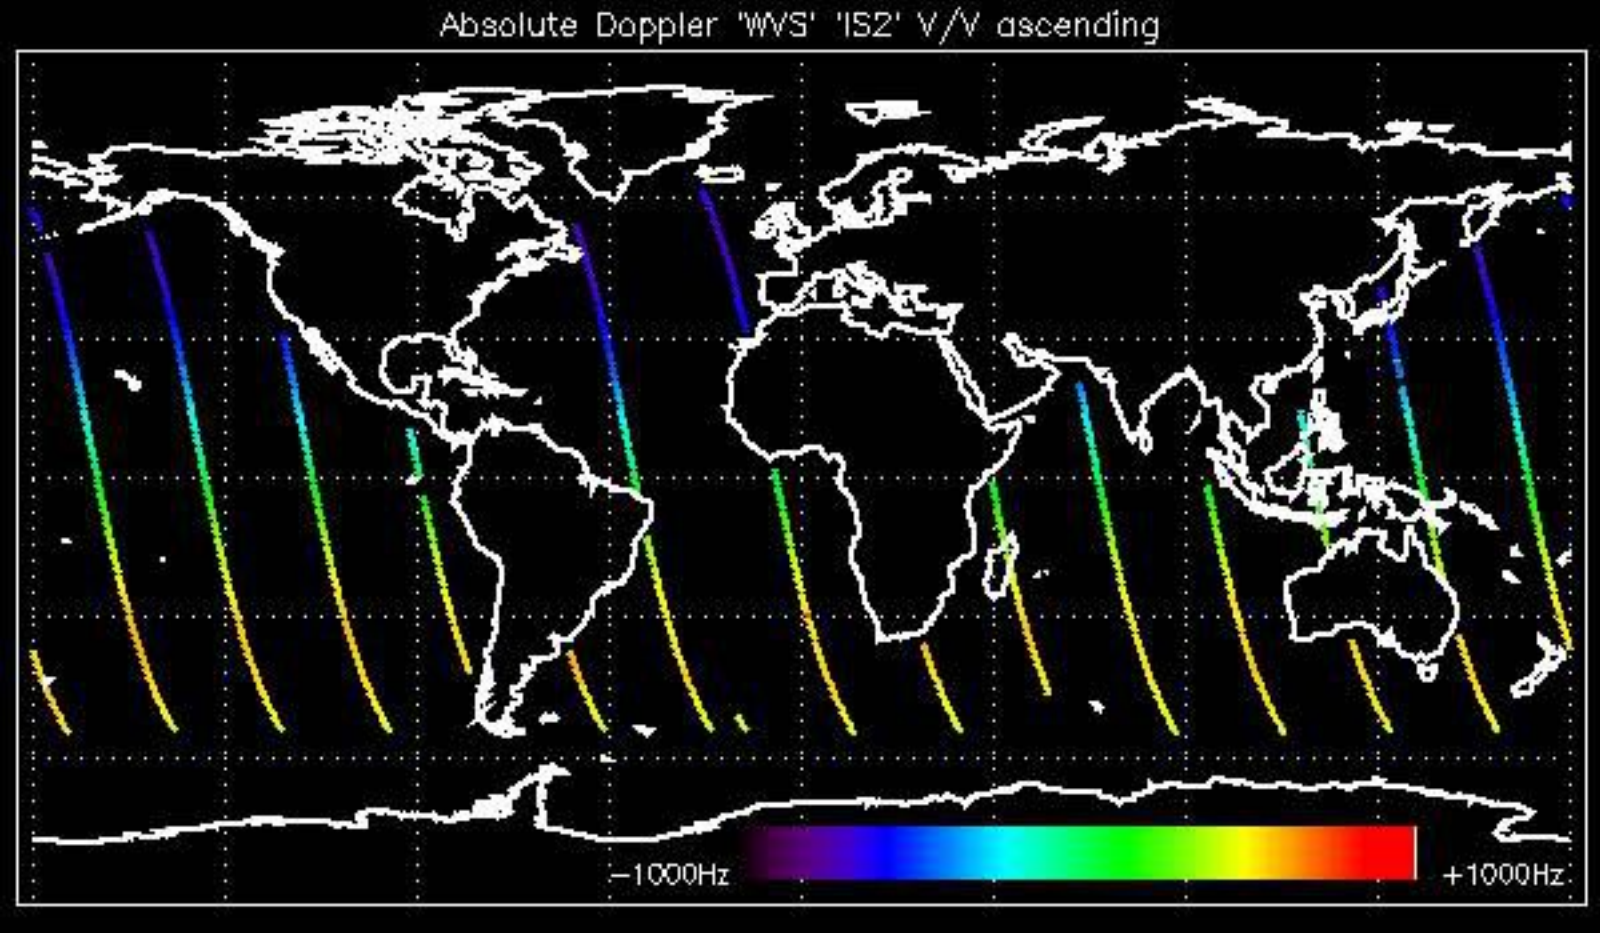 Absolute Doppler 'WVS' 'IS2' V/V ascending
-1000Hz +1000Hz